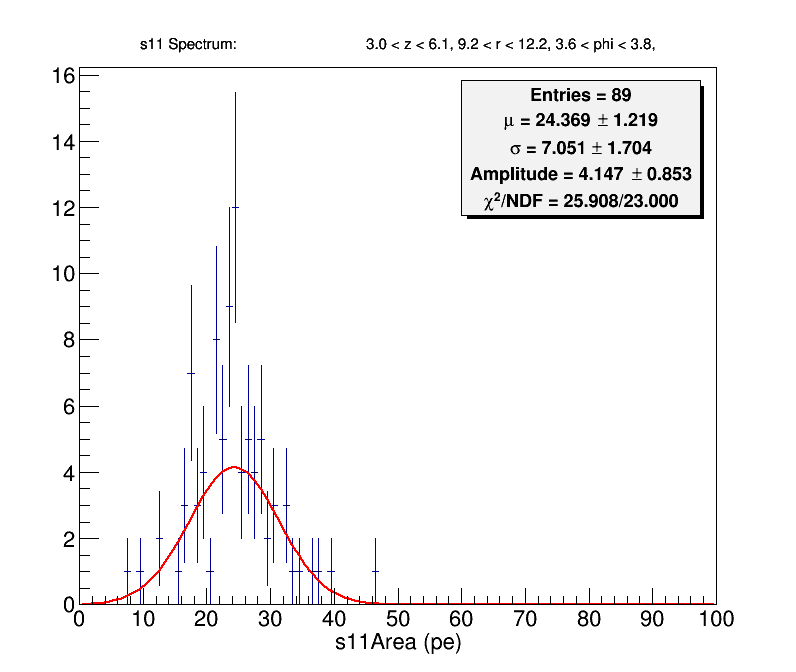 s11 Spectrum: 3.0 < z < 6.1, 9.2 < r < 12.2, 3.6 < phi < 3.8,
Entries = 89
μ = 24.369 ± 1.219
σ = 7.051 ± 1.704
Amplitude = 4.147 ± 0.853
χ²/NDF = 25.908/23.000
16
14
12
10
8
6
4
2
0
0 10 20 30 40 50 60 70 80 90 100
s11Area (pe)